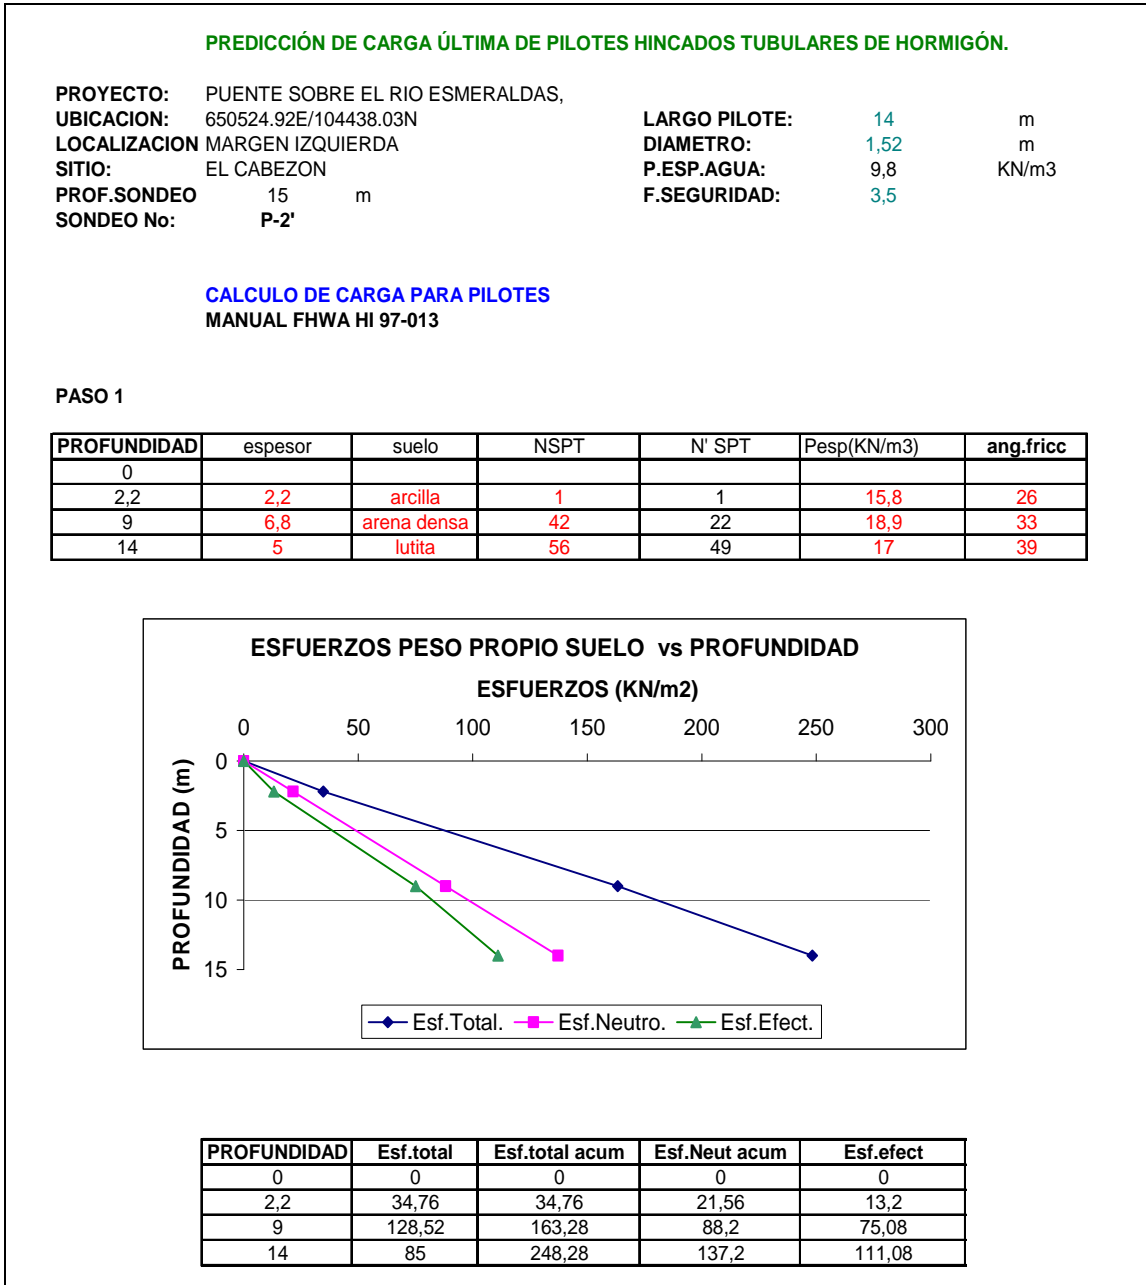 PREDICCIÓN DE CARGA ÚLTIMA DE PILOTES HINCADOS TUBULARES DE HORMIGÓN.
PROYECTO: PUENTE SOBRE EL RIO ESMERALDAS,
UBICACION: 650524.92E/104438.03N LARGO PILOTE: 14 m
LOCALIZACION MARGEN IZQUIERDA DIAMETRO: 1,52 m
SITIO: EL CABEZON P.ESP.AGUA: 9,8 KN/m3
PROF.SONDEO 15 m F.SEGURIDAD: 3,5
SONDEO No: P-2'
CALCULO DE CARGA PARA PILOTES
MANUAL FHWA HI 97-013
PASO 1
PROFUNDIDAD espesor suelo NSPT N' SPT Pesp(KN/m3) ang.fricc
0
2,2 2,2 arcilla 1 1 15,8 26
9 6,8 arena densa 42 22 18,9 33
14 5 lutita 56 49 17 39
ESFUERZOS PESO PROPIO SUELO vs PROFUNDIDAD
ESFUERZOS (KN/m2)
0 50 100 150 200 250 300
PROFUNDIDAD (m)
0
5
10
15
Esf.Total. Esf.Neutro. Esf.Efect.
PROFUNDIDAD Esf.total Esf.total acum Esf.Neut acum Esf.efect
0 0 0 0 0
2,2 34,76 34,76 21,56 13,2
9 128,52 163,28 88,2 75,08
14 85 248,28 137,2 111,08